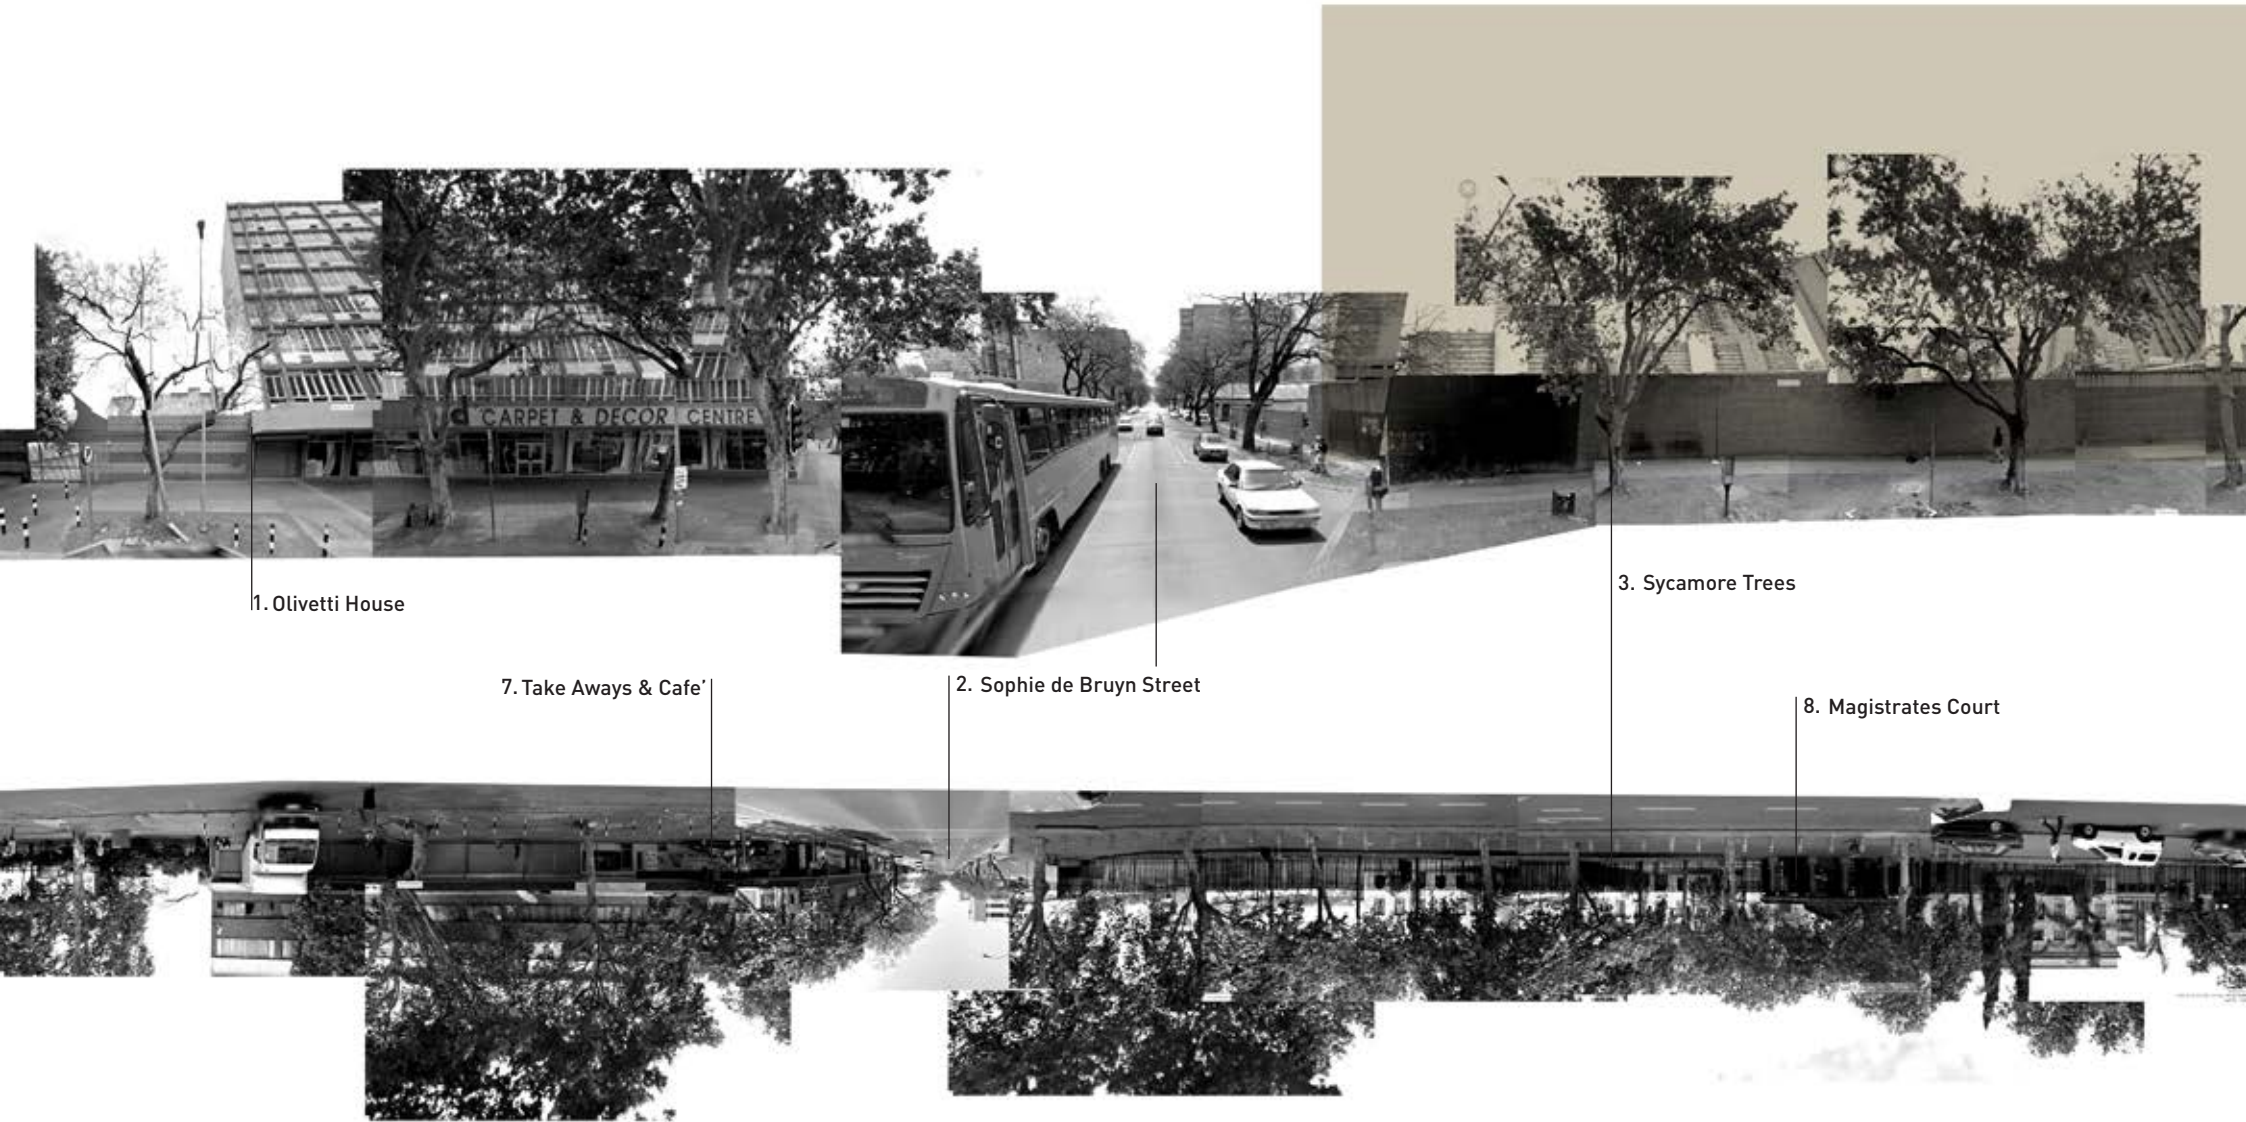 d CARPET & DECOR CENTRE
1. Olivetti House
3. Sycamore Trees
7. Take Aways & Cafe’
2. Sophie de Bruyn Street
8. Magistrates Court